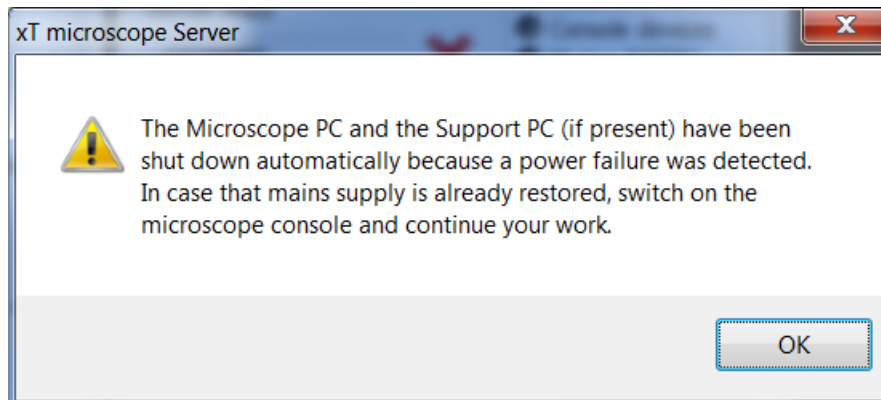 xT microscope Server
Console devices
The Microscope PC and the Support PC (if present) have been
shut down automatically because a power failure was detected.
In case that mains supply is already restored, switch on the
microscope console and continue your work.
OK